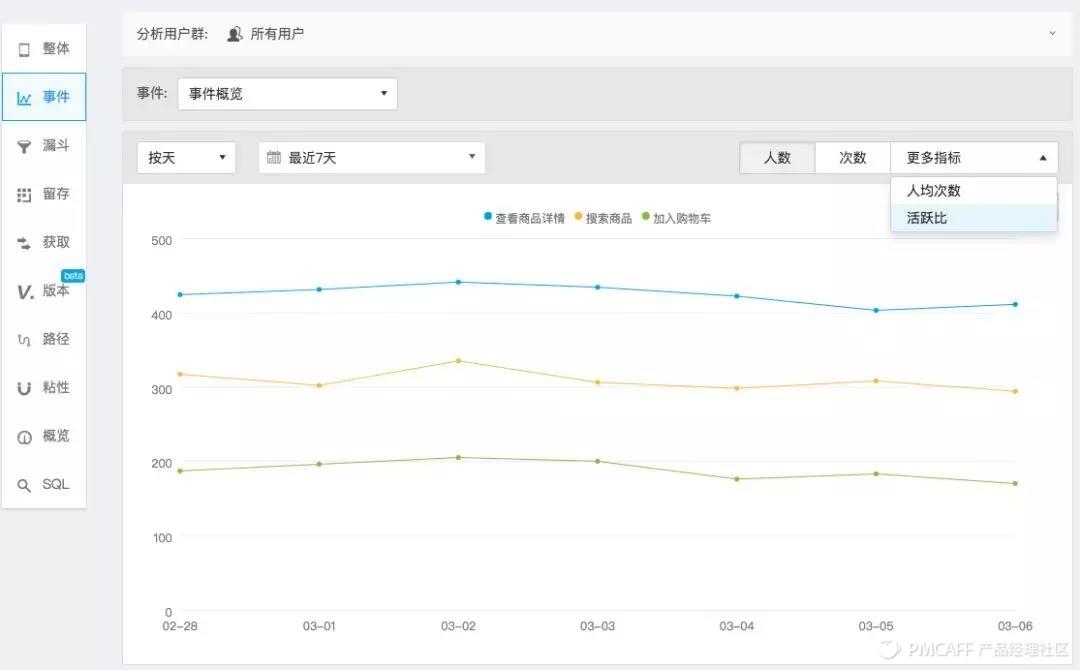 整体
事件
漏斗
留存
获取
beta
V. 版本
路径
粘性
概览
SQL
分析用户群: 所有用户
事件: 事件概览
按天 最近7天 人数 次数 更多指标
人均次数
活跃比
查看商品详情 搜索商品 加入购物车
500
400
300
200
100
0
02-28 03-01 03-02 03-03 03-04 03-05 03-06
PMCAFF 产品经理社区